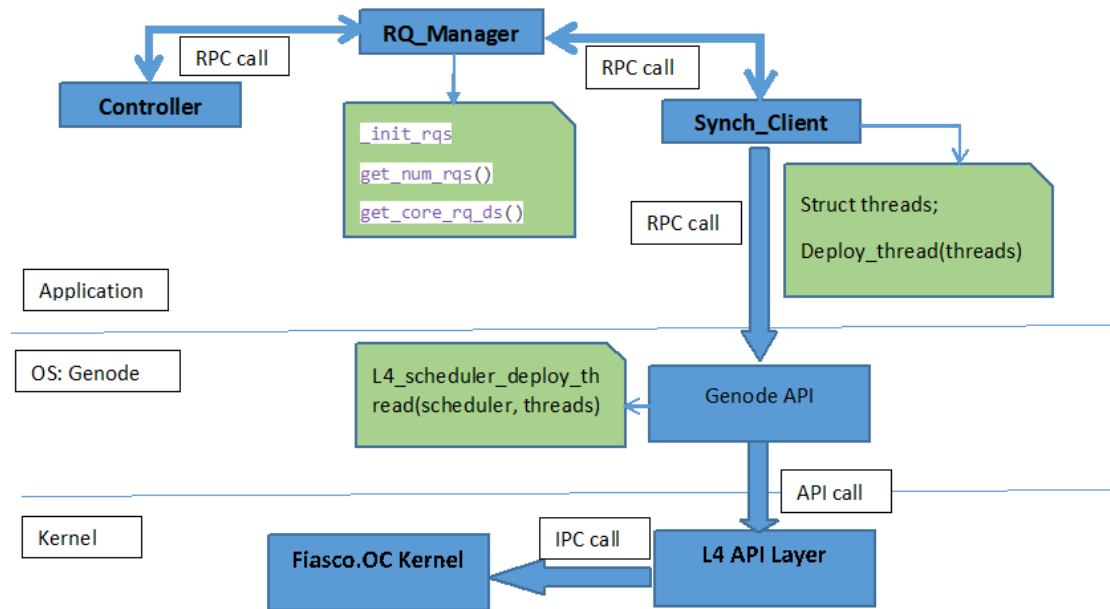 RQ_Manager
RPC call
RPC call
Controller
Synch_Client
_init_rqs
get_num_rqs()
get_core_rq_ds()
RPC call
Struct threads;
Deploy_thread(threads)
Application
OS: Genode
L4_scheduler_deploy_th
read(scheduler, threads)
Genode API
API call
Kernel
IPC call
Fiasco.OC Kernel
L4 API Layer